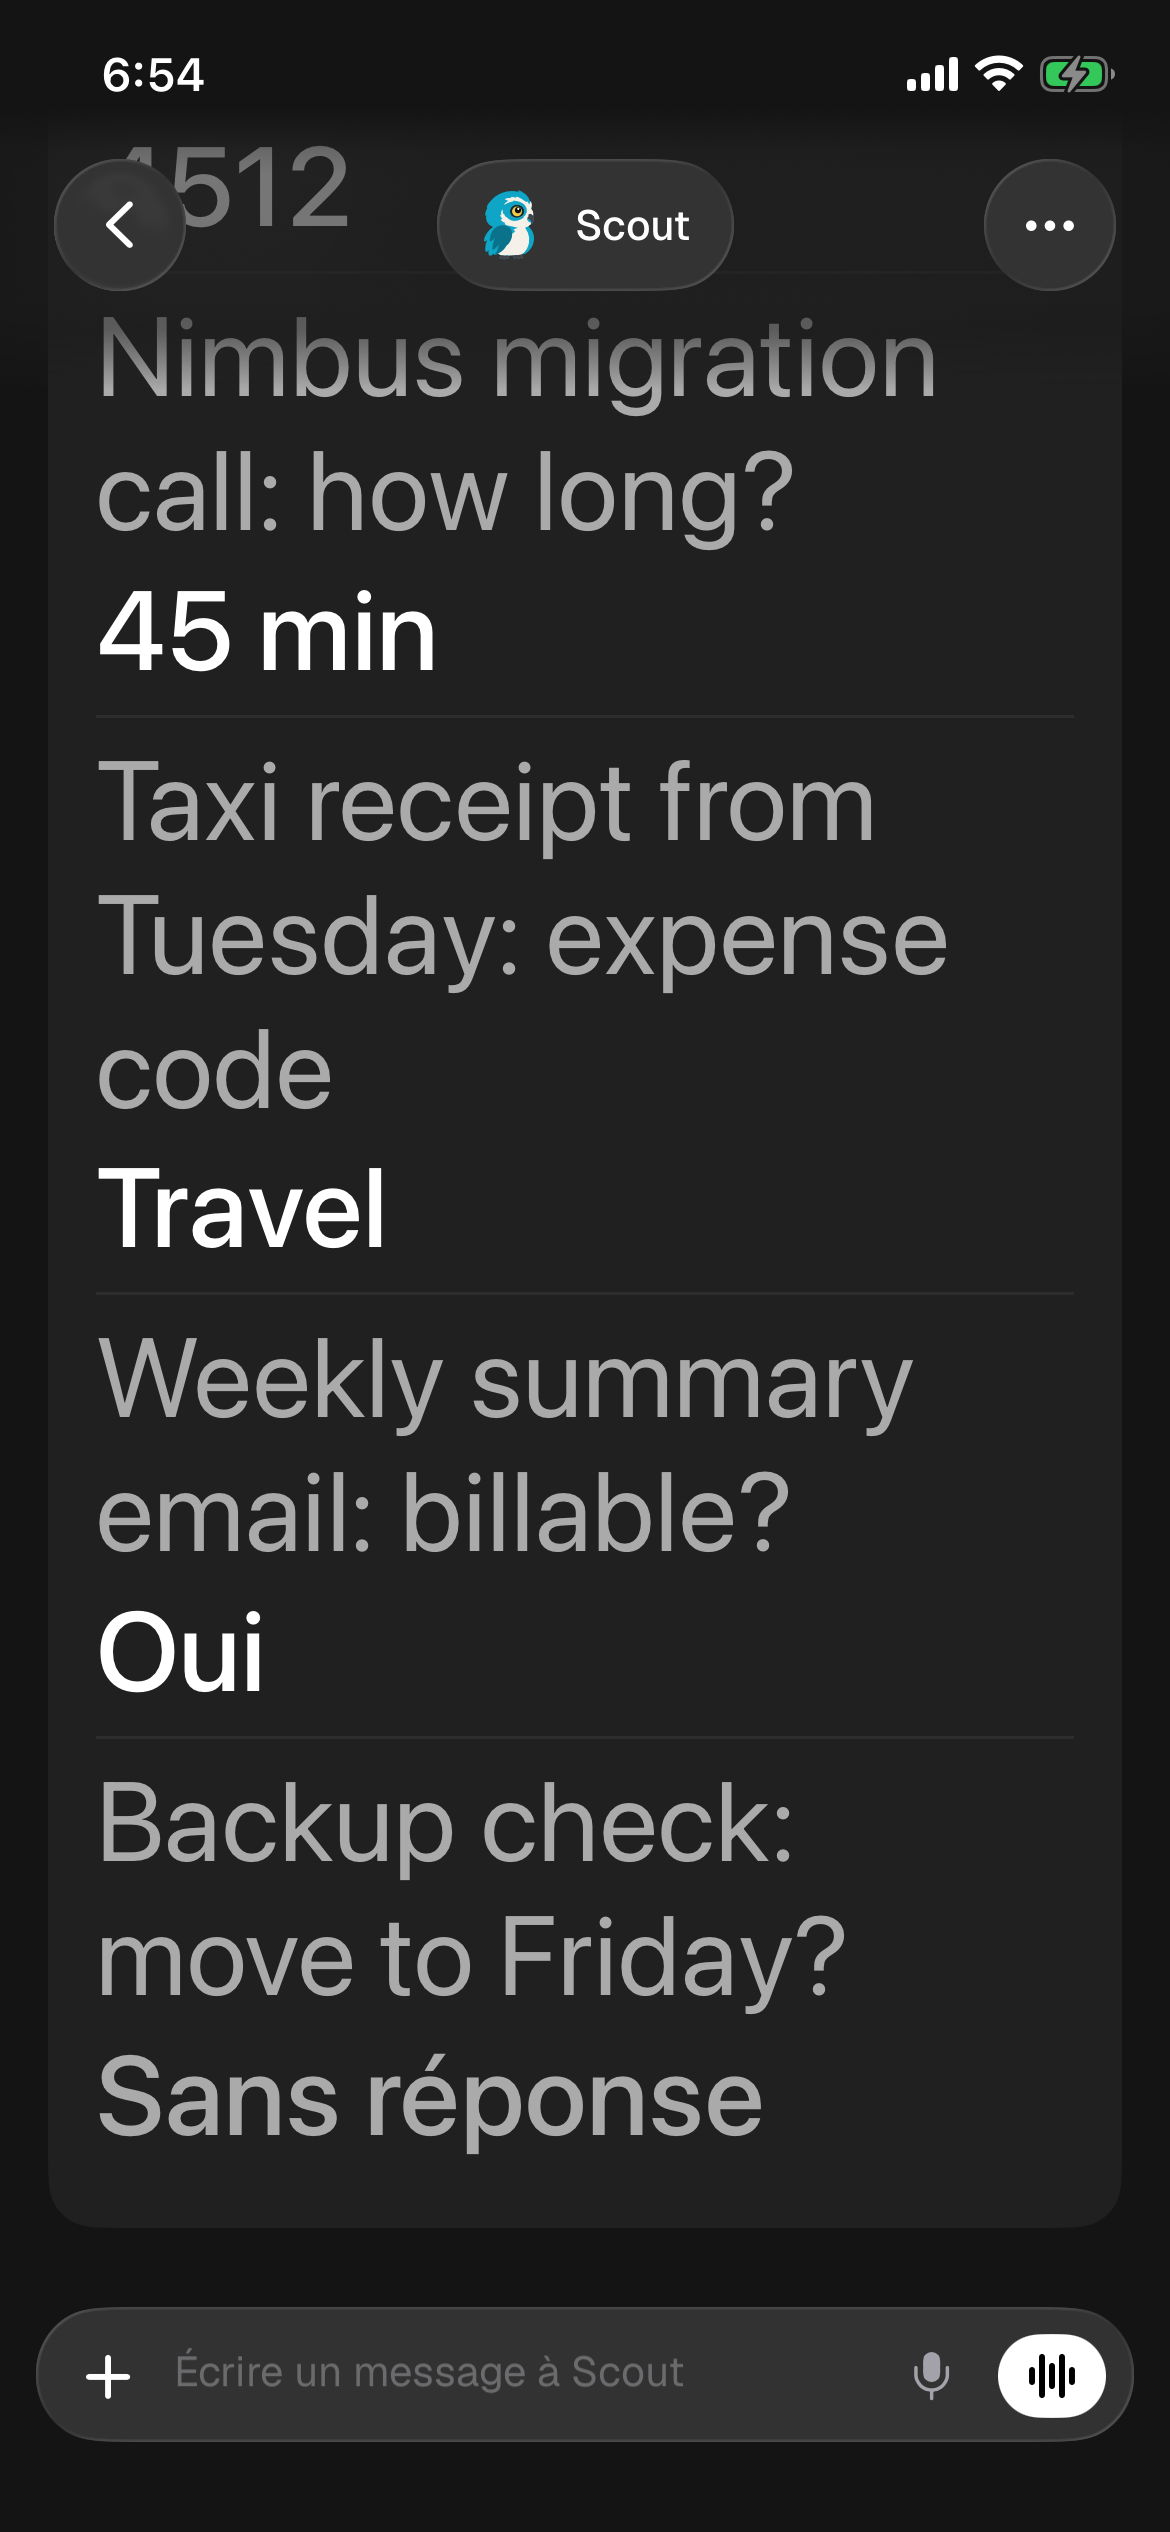 6:54
4512
Scout
Nimbus migration
call: how long?
45 min
Taxi receipt from
Tuesday: expense
code
Travel
Weekly summary
email: billable?
Oui
Backup check:
move to Friday?
Sans réponse
Écrire un message à Scout